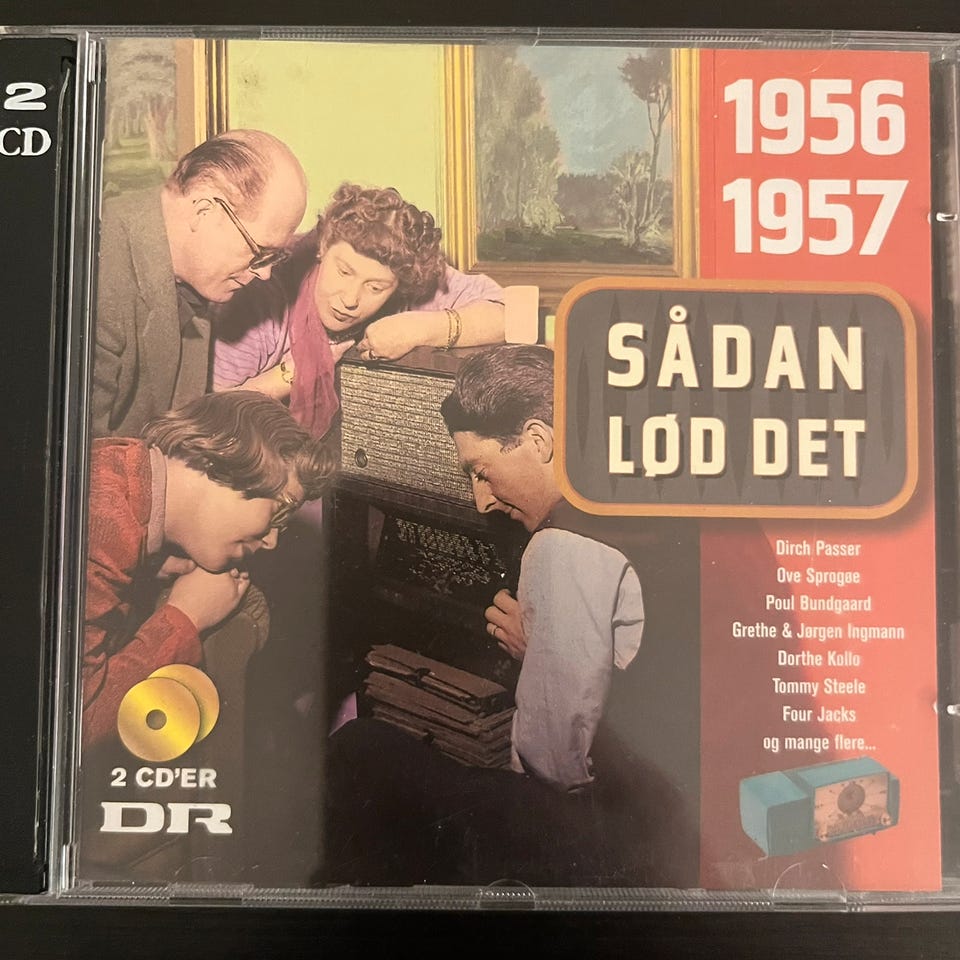 2
CD
1956
1957
SÅDAN
LØD DET
Dirch Passer
Ove Sprogøe
Poul Bundgaard
Grethe & Jørgen Ingmann
Dorthe Kollo
Tommy Steele
Four Jacks
og mange flere...
2 CD'ER
DR